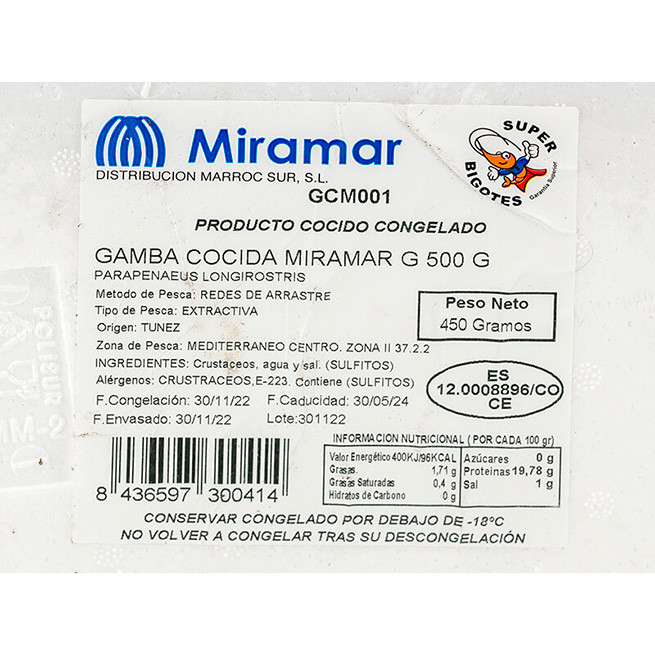 Miramar
DISTRIBUCION MARROC SUR, S.L.
SUPER
BIGOTES
Garantia Superior
GCM001
PRODUCTO COCIDO CONGELADO
GAMBA COCIDA MIRAMAR G 500 G
PARAPENAEUS LONGIROSTRIS
Metodo de Pesca: REDES DE ARRASTRE
Tipo de Pesca: EXTRACTIVA
Origen: TUNEZ
Zona de Pesca: MEDITERRANEO CENTRO. ZONA II 37.2.2
Peso Neto
450 Gramos
INGREDIENTES: Crustaceos, agua y sal. (SULFITOS)
Alérgenos: CRUSTRACEOS,E-223. Contiene (SULFITOS)
F.Congelación: 30/11/22 F.Caducidad: 30/05/24
F.Envasado: 30/11/22 Lote:301122
ES
12.0008896/CO
CE
INFORMACION NUTRICIONAL ( POR CADA 100 gr)
Valor Energético 400KJ/96KCAL Azúcares 0 g
Grasas. 1,71 g Proteinas 19,78 g
Grasas Saturadas 0,4 g Sal 1 g
Hidratos de Carbono 0 g
8 436597 300414
CONSERVAR CONGELADO POR DEBAJO DE -18ºC
NO VOLVER A CONGELAR TRAS SU DESCONGELACIÓN